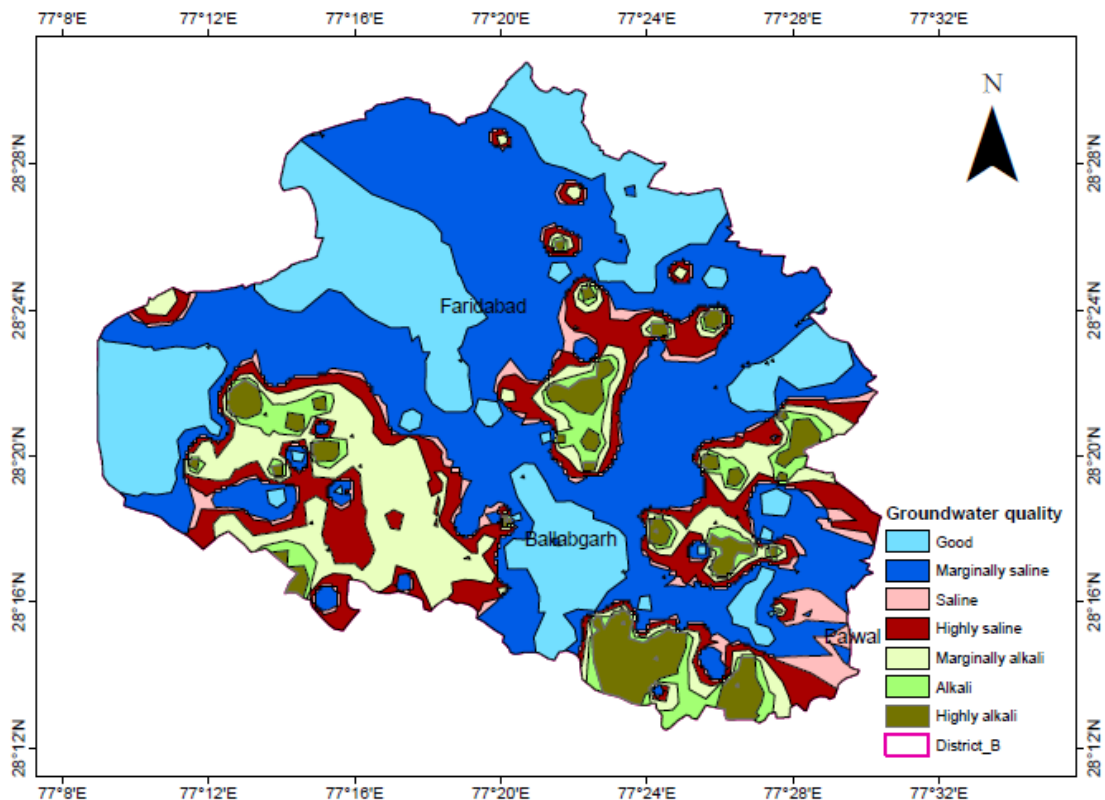 77°8'E 77°12'E 77°16'E 77°20'E 77°24'E 77°28'E 77°32'E
N
28°28'N 28°28'N
28°24'N 28°24'N
Faridabad
28°20'N 28°20'N
Groundwater quality
Good
Ballabgarh
Marginally saline
28°16'N 28°16'N
Saline
Highly saline
Palwal
Marginally alkali
Alkali
Highly alkali
District_B
28°12'N 28°12'N
77°8'E 77°12'E 77°16'E 77°20'E 77°24'E 77°28'E 77°32'E